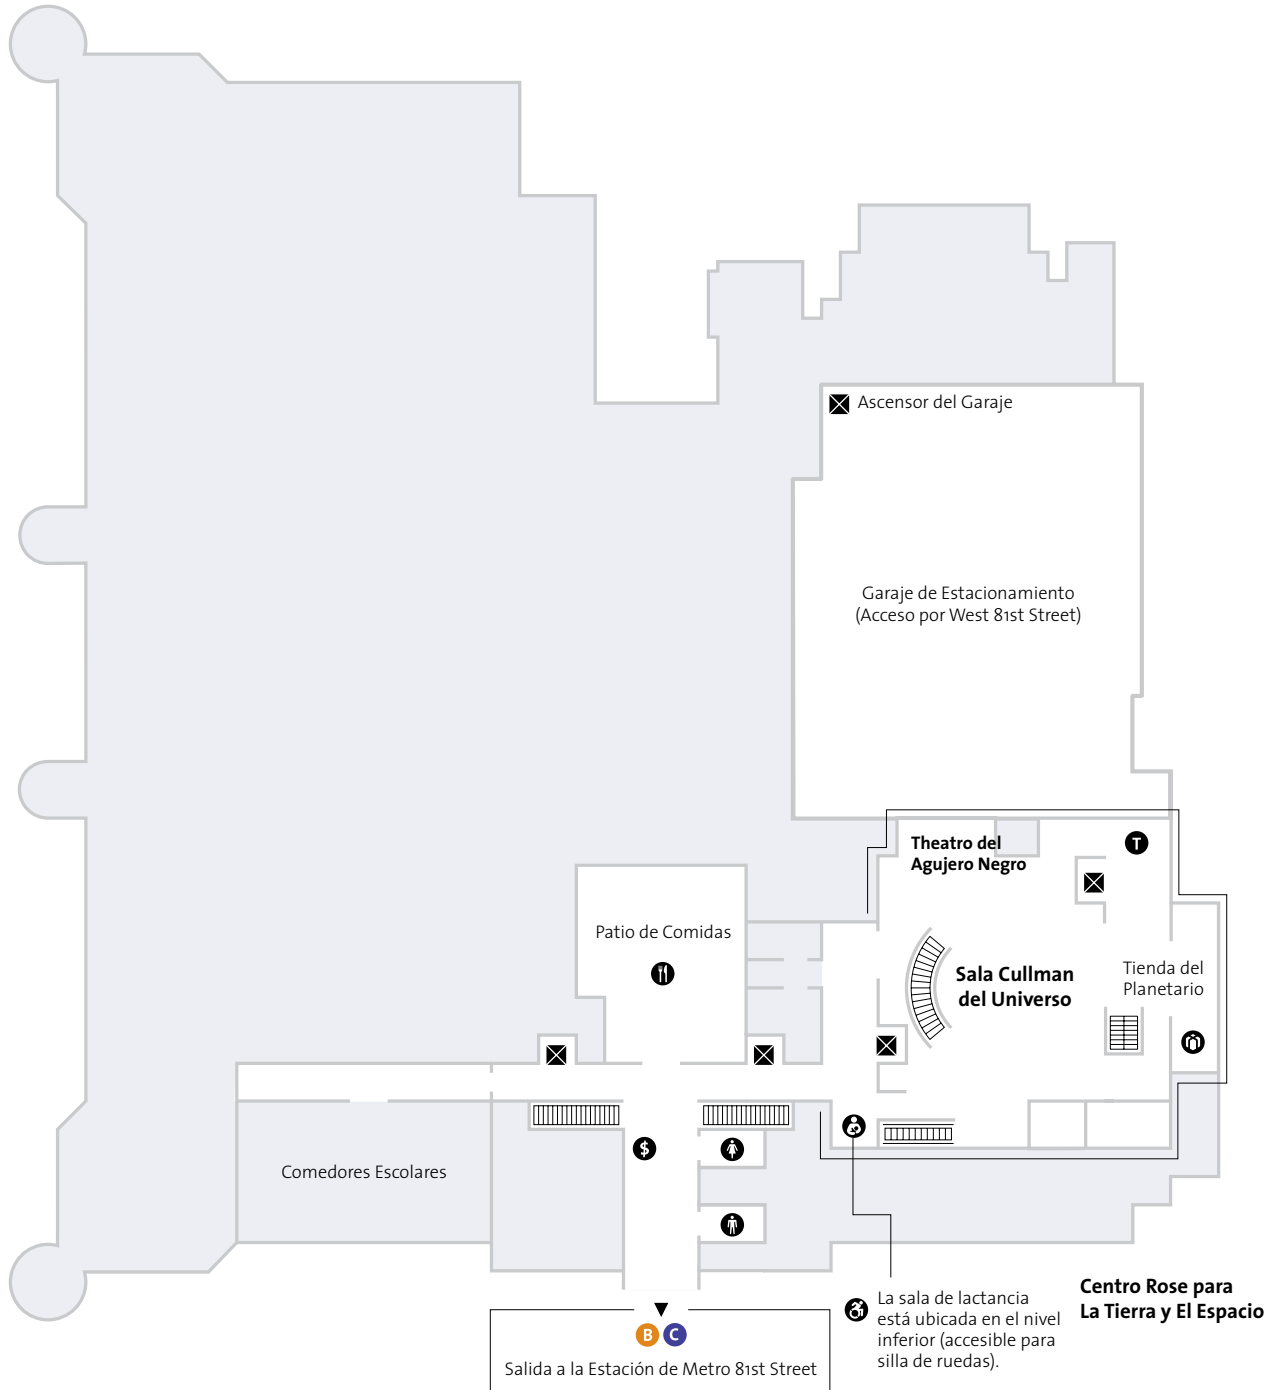 Ascensor del Garaje
Garaje de Estacionamiento
(Acceso por West 81st Street)
Theatro del
Agujero Negro
T
Patio de Comidas
Sala Cullman
del Universo
Tienda del
Planetario
$
Comedores Escolares
La sala de lactancia
está ubicada en el nivel
inferior (accesible para
silla de ruedas).
Centro Rose para
La Tierra y El Espacio
B C
Salida a la Estación de Metro 81st Street